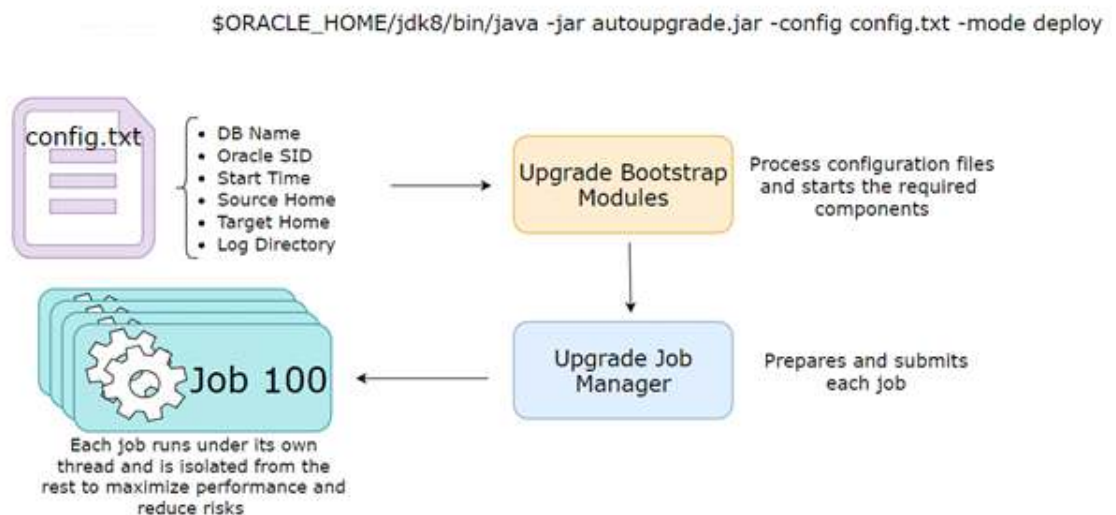 $ORACLE_HOME/jdk8/bin/java -jar autoupgrade.jar -config config.txt -mode deploy
config.txt
• DB Name
• Oracle SID
• Start Time
• Source Home
• Target Home
• Log Directory
Upgrade Bootstrap
Modules
Process configuration files
and starts the required
components
Upgrade Job
Manager
Prepares and submits
each job
Job 100
Each job runs under its own
thread and is isolated from the
rest to maximize performance and
reduce risks